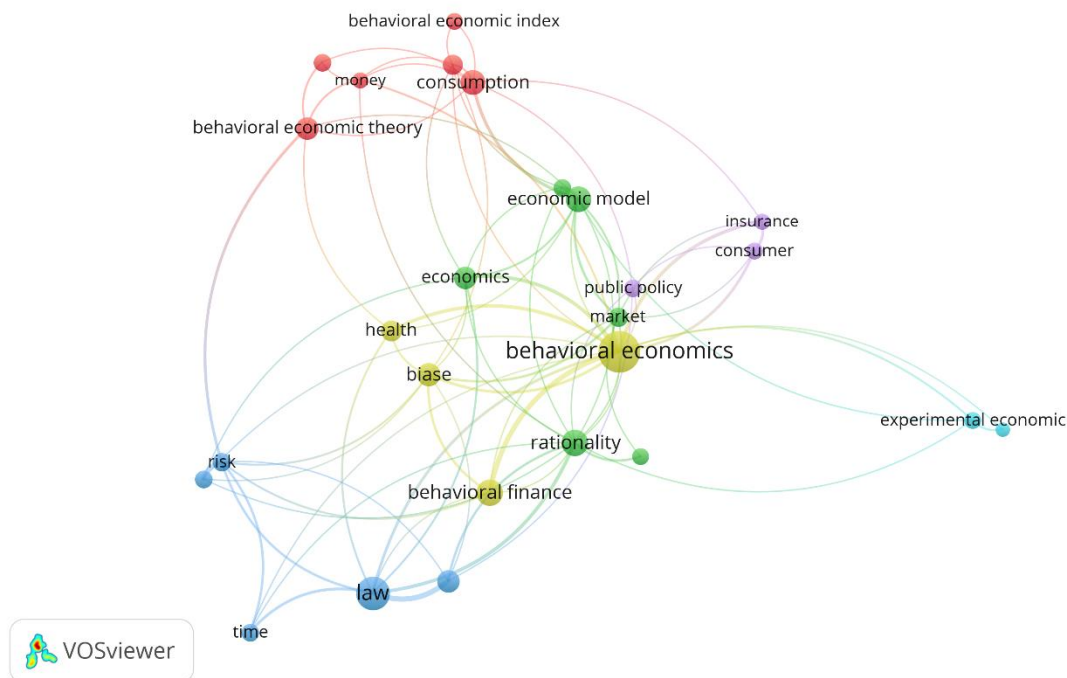 behavioral economic index
money
consumption
behavioral economic theory
economic model
insurance
consumer
economics
public policy
market
health
behavioral economics
biase
experimental economic
rationality
risk
behavioral finance
law
time
VOSviewer